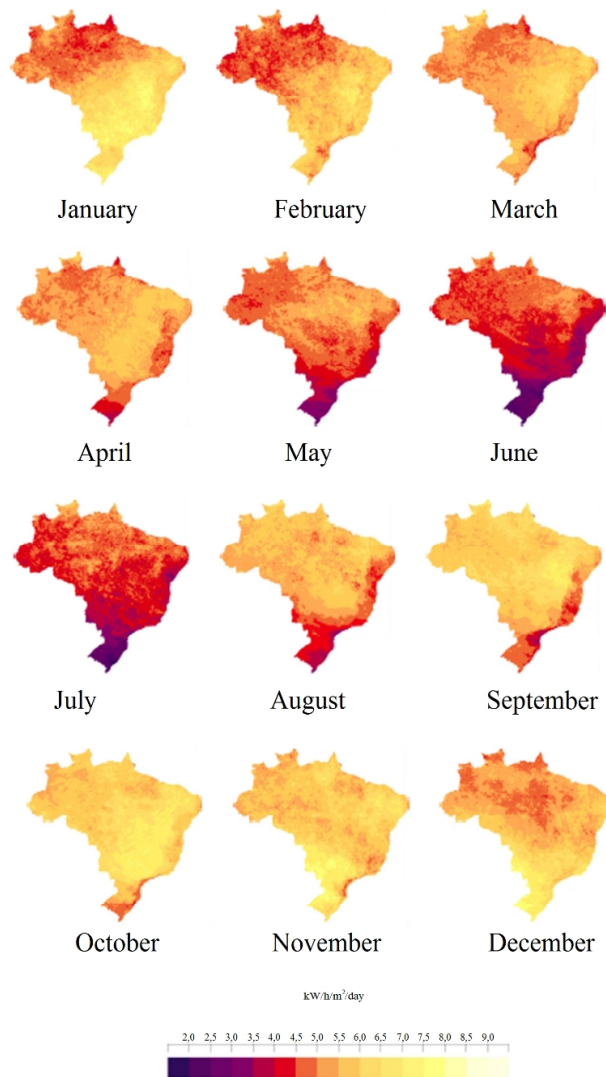 January February March
April May June
July August September
October November December
kW/h/m²/day
2,0 2,5 3,0 3,5 4,0 4,5 5,0 5,5 6,0 6,5 7,0 7,5 8,0 8,5 9,0